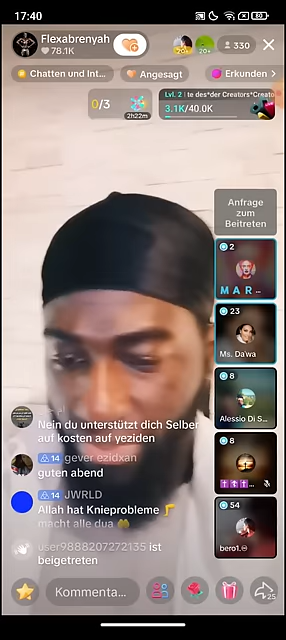 17:40
80
Flexabrenyah
78.1K
20+
20+
330
Chatten und Int...
Angesagt
Erkunden
0/3
2h22m
Lvl. 2 | te des*der Creators*Creato
3.1K/40.0K
Anfrage
zum
Beitreten
2
M A R ...
23
Ms. Dawa
8
Alessio Di S...
8
54
bero1.
Nein du unterstützt dich Selber
auf kosten auf yeziden
14 gever ezidxan
guten abend
14 JWRLD
Allah hat Knieprobleme
macht alle dua
user9888207272135 ist
beigetreten
Kommenta...
25